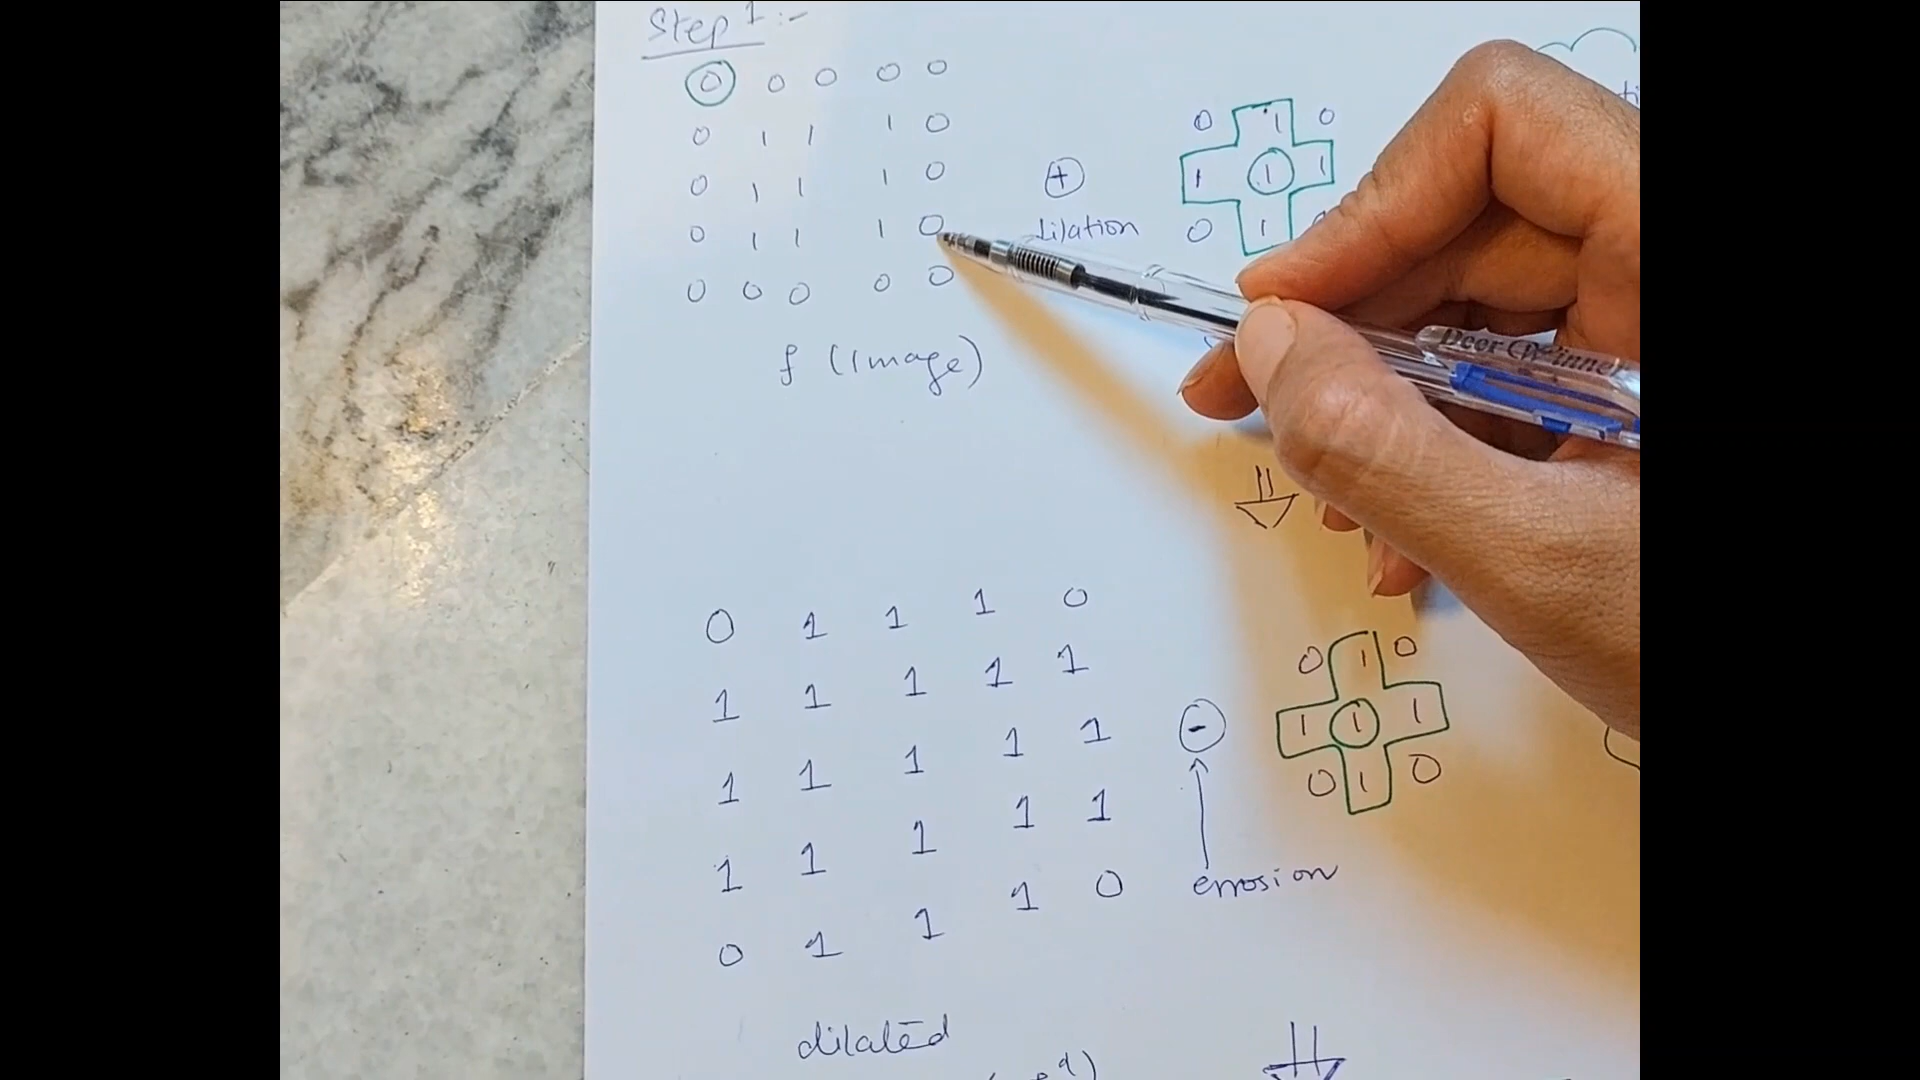 Step 1 :-
0 0 0 0 0
0 1 1 1 0
0 1 1 1 0
0 1 1 1 0
0 0 0 0 0
f (image)
+
dilation
0 1 0
1 1 1
0 1
Deer
0 1 1 1 0
1 1 1 1 1
1 1 1 1 1
1 1 1 1 1
0 1 1 1 0
dilated
-
errosion
0 1 0
1 1 1
0 1 0